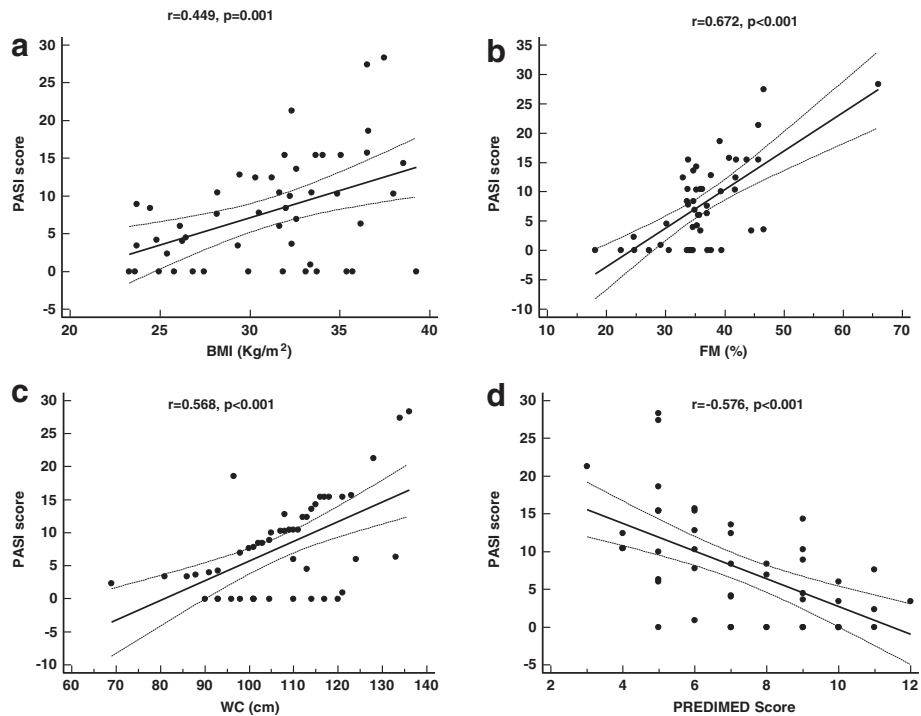 r=0.449, p=0.001
a
PASI score
30
25
20
15
10
5
0
-5
20 25 30 35 40
BMI (Kg/m²)
r=0.672, p<0.001
b
PASI score
30
25
20
15
10
5
0
-5
-10
10 20 30 40 50 60 70
FM (%)
r=0.568, p<0.001
c
PASI score
30
25
20
15
10
5
0
-5
-10
60 70 80 90 100 110 120 130 140
WC (cm)
r=-0.576, p<0.001
d
PASI score
30
25
20
15
10
5
0
-5
2 4 6 8 10 12
PREDIMED Score